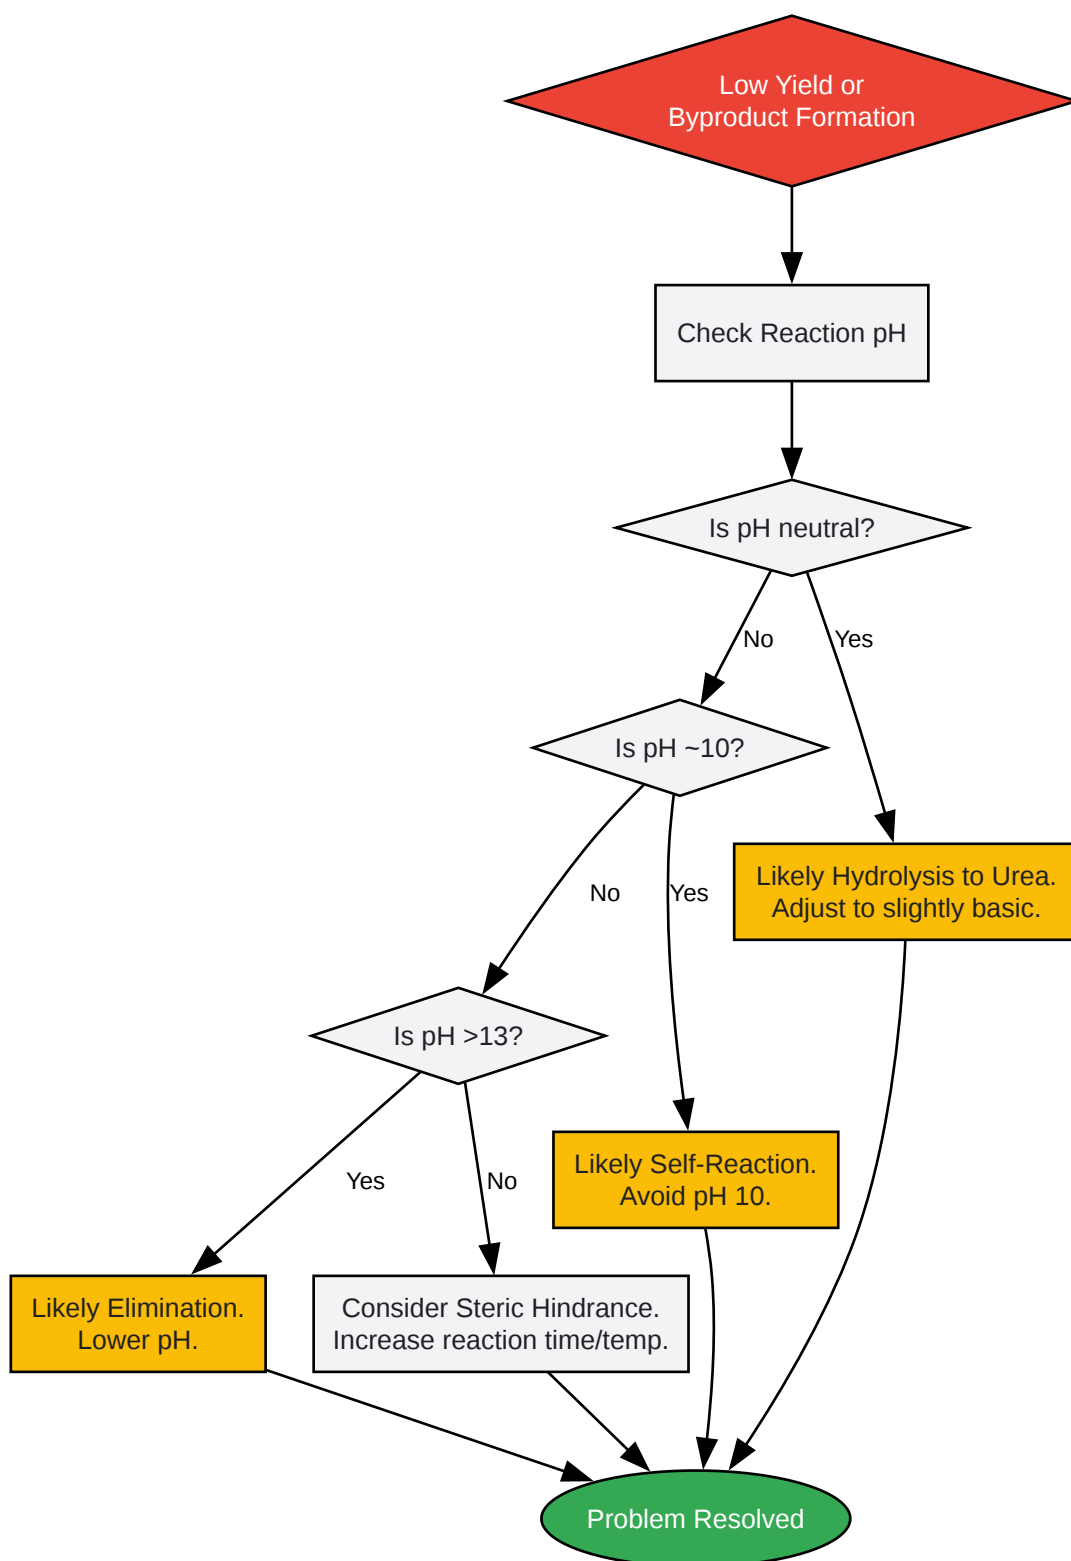 Low Yield or
Byproduct Formation
Check Reaction pH
Is pH neutral?
No
Yes
Is pH ~10?
No
Yes
Likely Hydrolysis to Urea.
Adjust to slightly basic.
Is pH >13?
Yes
No
Likely Self-Reaction.
Avoid pH 10.
Likely Elimination.
Lower pH.
Consider Steric Hindrance.
Increase reaction time/temp.
Problem Resolved